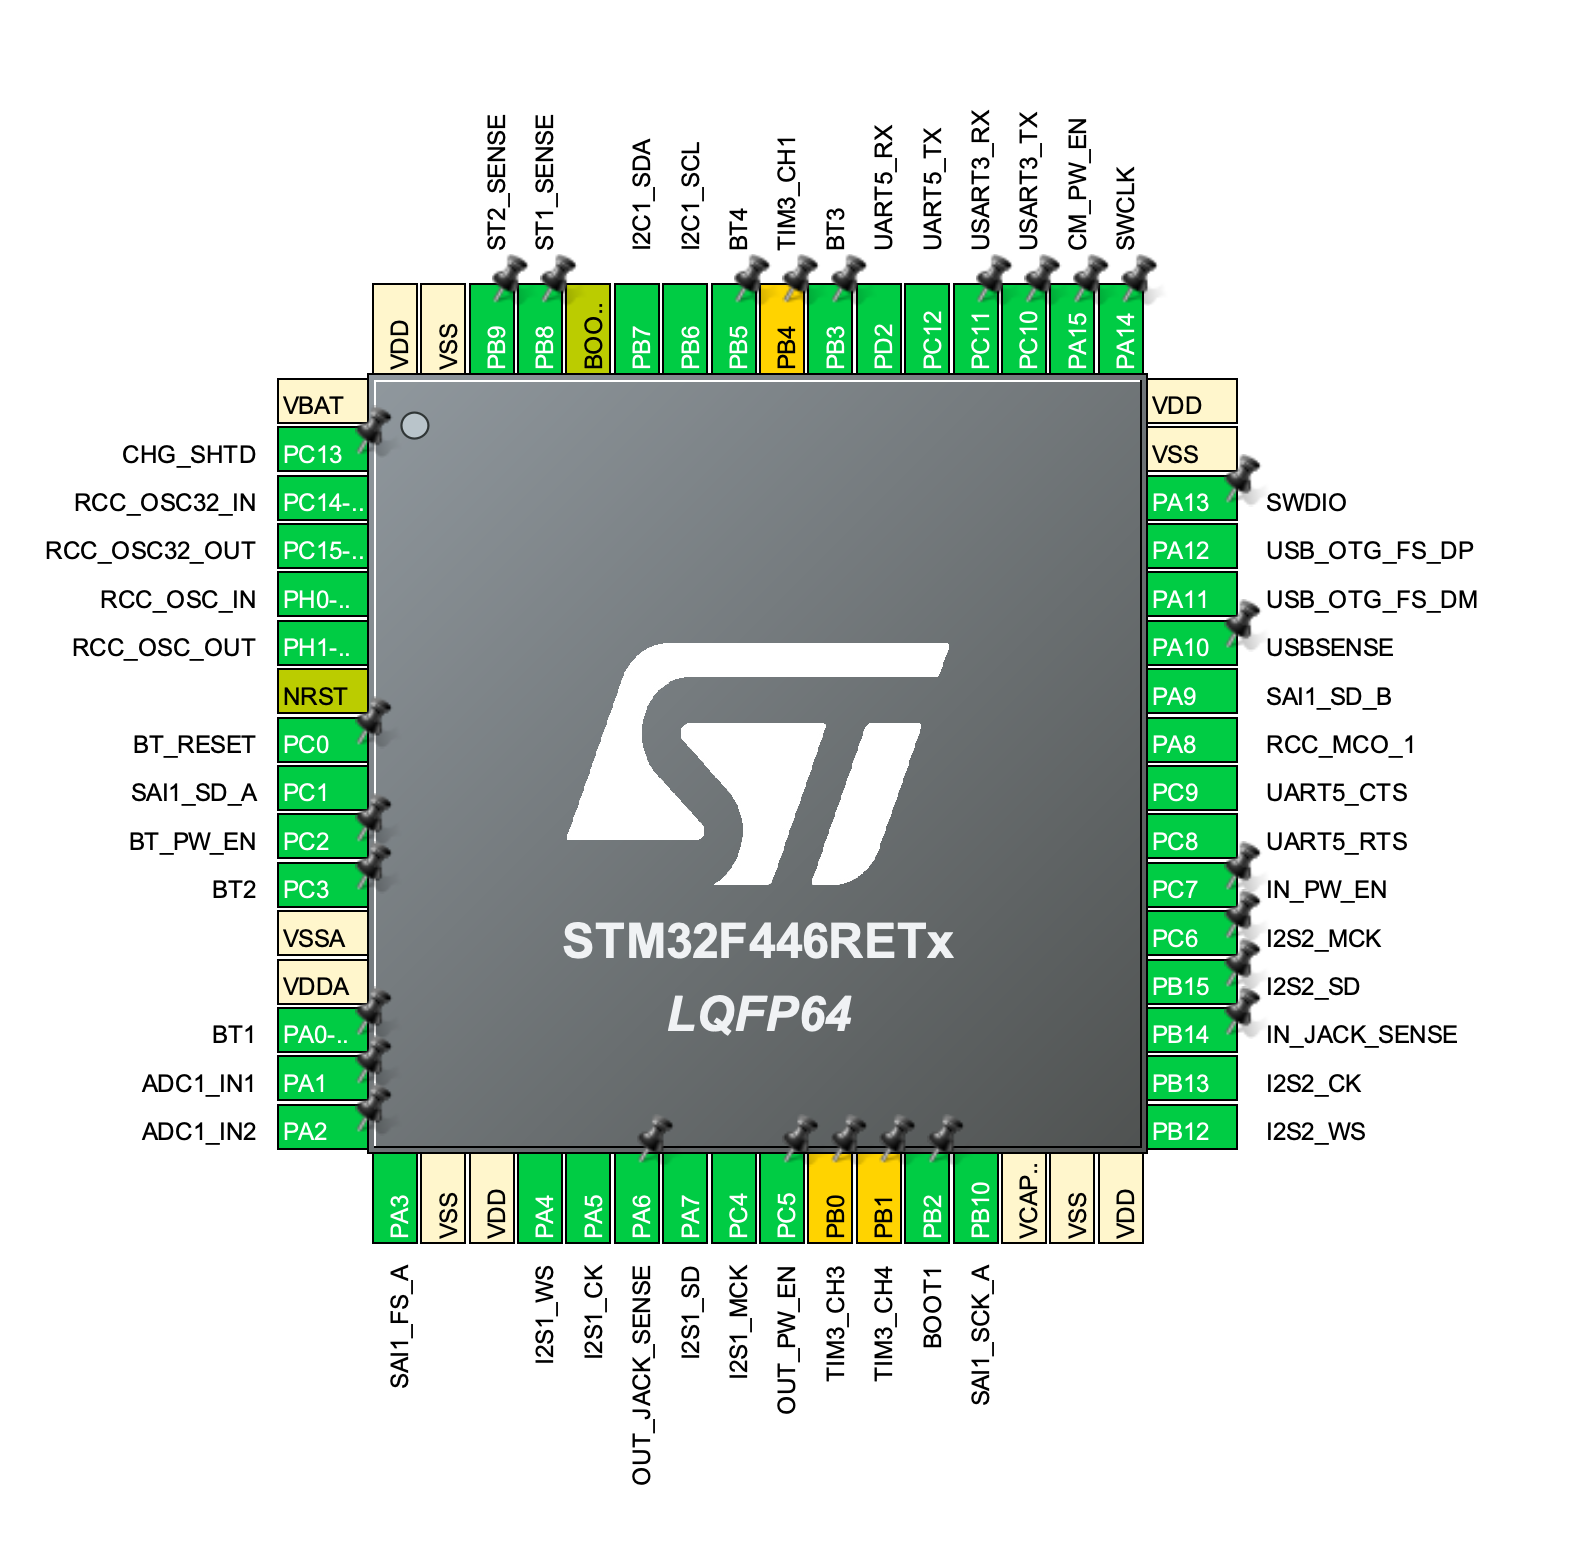 ST2_SENSE
ST1_SENSE
I2C1_SDA
I2C1_SCL
BT4
TIM3_CH1
BT3
UART5_RX
UART5_TX
USART3_RX
USART3_TX
CM_PW_EN
SWCLK
VDD
VSS
PB9
PB8
BOO..
PB7
PB6
PB5
PB4
PB3
PD2
PC12
PC11
PC10
PA15
PA14
VBAT
CHG_SHTD PC13
RCC_OSC32_IN PC14-..
RCC_OSC32_OUT PC15-..
RCC_OSC_IN PH0-..
RCC_OSC_OUT PH1-..
NRST
BT_RESET PC0
SAI1_SD_A PC1
BT_PW_EN PC2
BT2 PC3
VSSA
VDDA
BT1 PA0-..
ADC1_IN1 PA1
ADC1_IN2 PA2
ST
STM32F446RETx
LQFP64
VDD
VSS
PA13 SWDIO
PA12 USB_OTG_FS_DP
PA11 USB_OTG_FS_DM
PA10 USBSENSE
PA9 SAI1_SD_B
PA8 RCC_MCO_1
PC9 UART5_CTS
PC8 UART5_RTS
PC7 IN_PW_EN
PC6 I2S2_MCK
PB15 I2S2_SD
PB14 IN_JACK_SENSE
PB13 I2S2_CK
PB12 I2S2_WS
PA3
VSS
VDD
PA4
PA5
PA6
PA7
PC4
PC5
PB0
PB1
PB2
PB10
VCAP..
VSS
VDD
SAI1_FS_A
I2S1_WS
I2S1_CK
OUT_JACK_SENSE
I2S1_SD
I2S1_MCK
OUT_PW_EN
TIM3_CH3
TIM3_CH4
BOOT1
SAI1_SCK_A